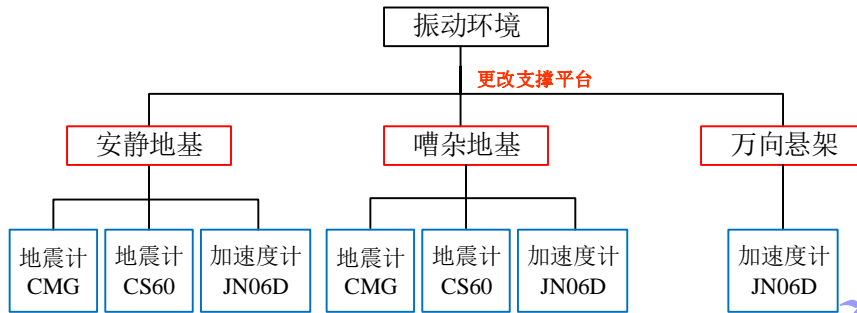 振动环境
更改支撑平台
安静地基
嘈杂地基
万向悬架
地震计
CMG
地震计
CS60
加速度计
JN06D
地震计
CMG
地震计
CS60
加速度计
JN06D
加速度计
JN06D